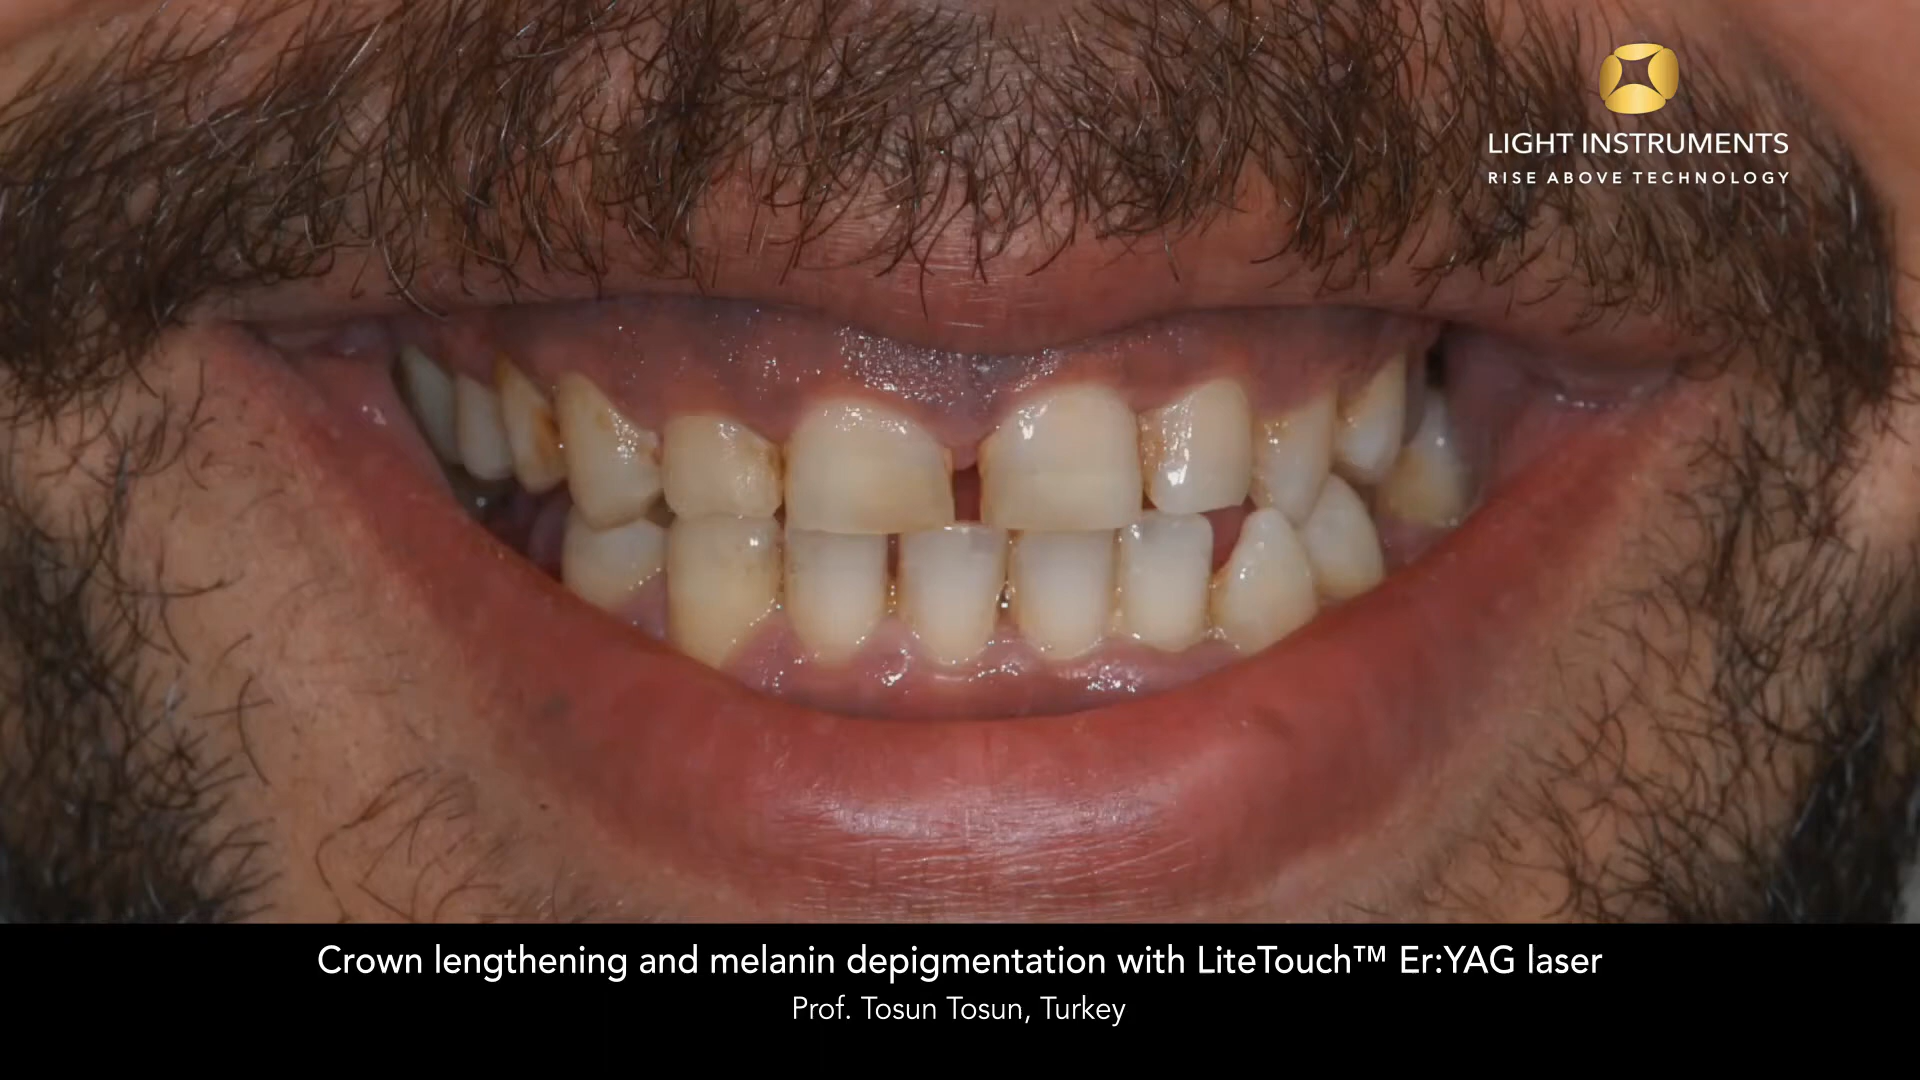 LIGHT INSTRUMENTS
RISE ABOVE TECHNOLOGY
Crown lengthening and melanin depigmentation with LiteTouch™ Er:YAG laser
Prof. Tosun Tosun, Turkey